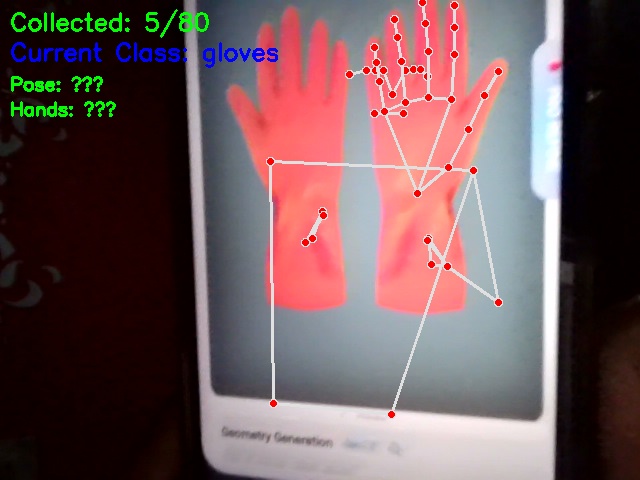 Collected: 5/80
Current Class: gloves
Pose: ???
Hands: ???
Geometry Generation